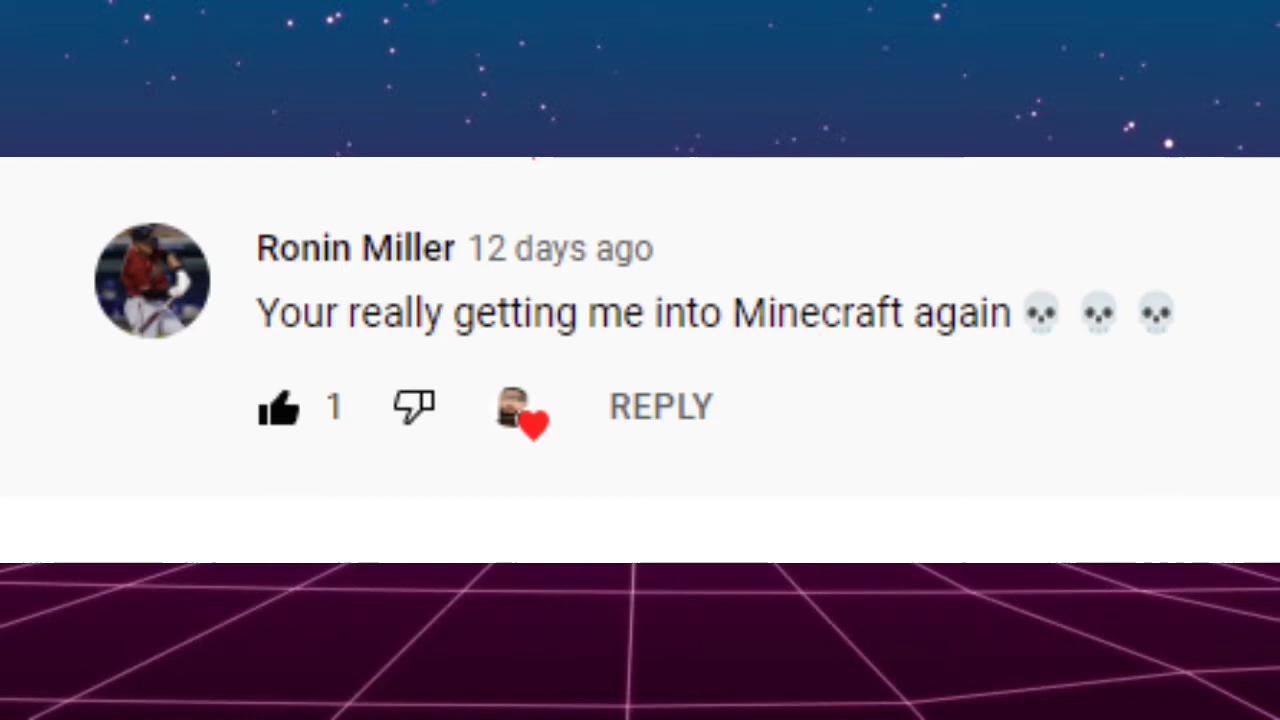 Ronin Miller 12 days ago
Your really getting me into Minecraft again 💀 💀 💀
1 REPLY